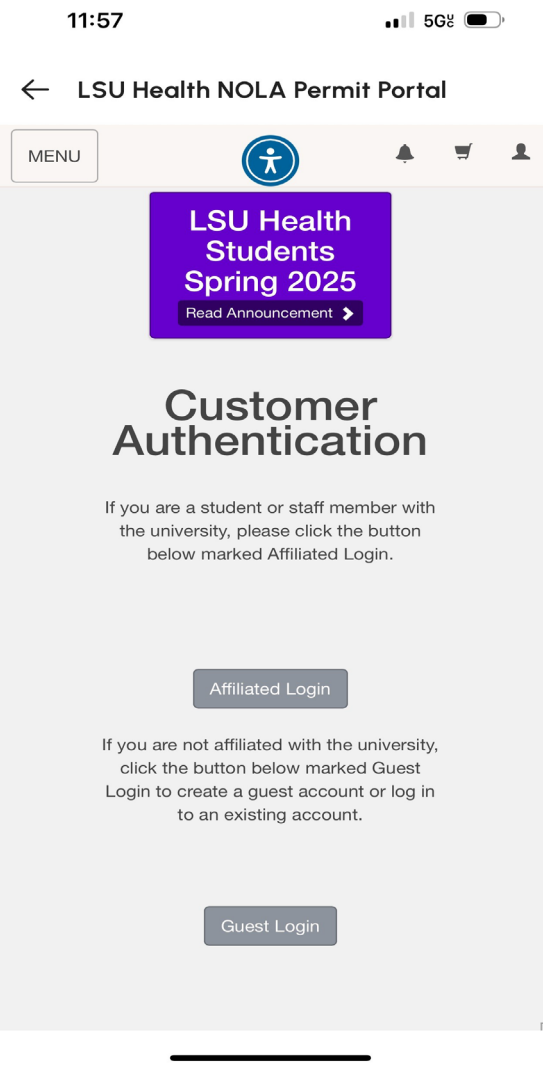 11:57
5G
LSU Health NOLA Permit Portal
MENU
LSU Health
Students
Spring 2025
Read Announcement
Customer
Authentication
If you are a student or staff member with
the university, please click the button
below marked Affiliated Login.
Affiliated Login
If you are not affiliated with the university,
click the button below marked Guest
Login to create a guest account or log in
to an existing account.
Guest Login